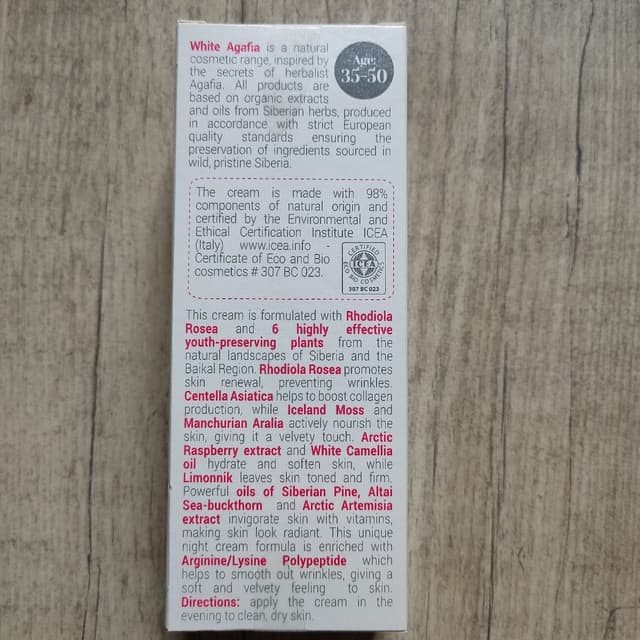 White Agafia is a natural
cosmetic range, inspired by
the secrets of herbalist
Agafia. All products are
based on organic extracts
and oils from Siberian herbs, produced
in accordance with strict European
quality standards ensuring the
preservation of ingredients sourced in
wild, pristine Siberia.
Age:
35-50
The cream is made with 98%
components of natural origin and
certified by the Environmental and
Ethical Certification Institute ICEA
(Italy) www.icea.info -
Certificate of Eco and Bio
cosmetics # 307 BC 023.
CERTIFIED
ICEA
ECO BIO COSMETICS
307 BC 023
This cream is formulated with Rhodiola
Rosea and 6 highly effective
youth-preserving plants from the
natural landscapes of Siberia and the
Baikal Region. Rhodiola Rosea promotes
skin renewal, preventing wrinkles.
Centella Asiatica helps to boost collagen
production, while Iceland Moss and
Manchurian Aralia actively nourish the
skin, giving it a velvety touch. Arctic
Raspberry extract and White Camellia
oil hydrate and soften skin, while
Limonnik leaves skin toned and firm.
Powerful oils of Siberian Pine, Altai
Sea-buckthorn and Arctic Artemisia
extract invigorate skin with vitamins,
making skin look radiant. This unique
night cream formula is enriched with
Arginine/Lysine Polypeptide which
helps to smooth out wrinkles, giving a
soft and velvety feeling to skin.
Directions: apply the cream in the
evening to clean, dry skin.